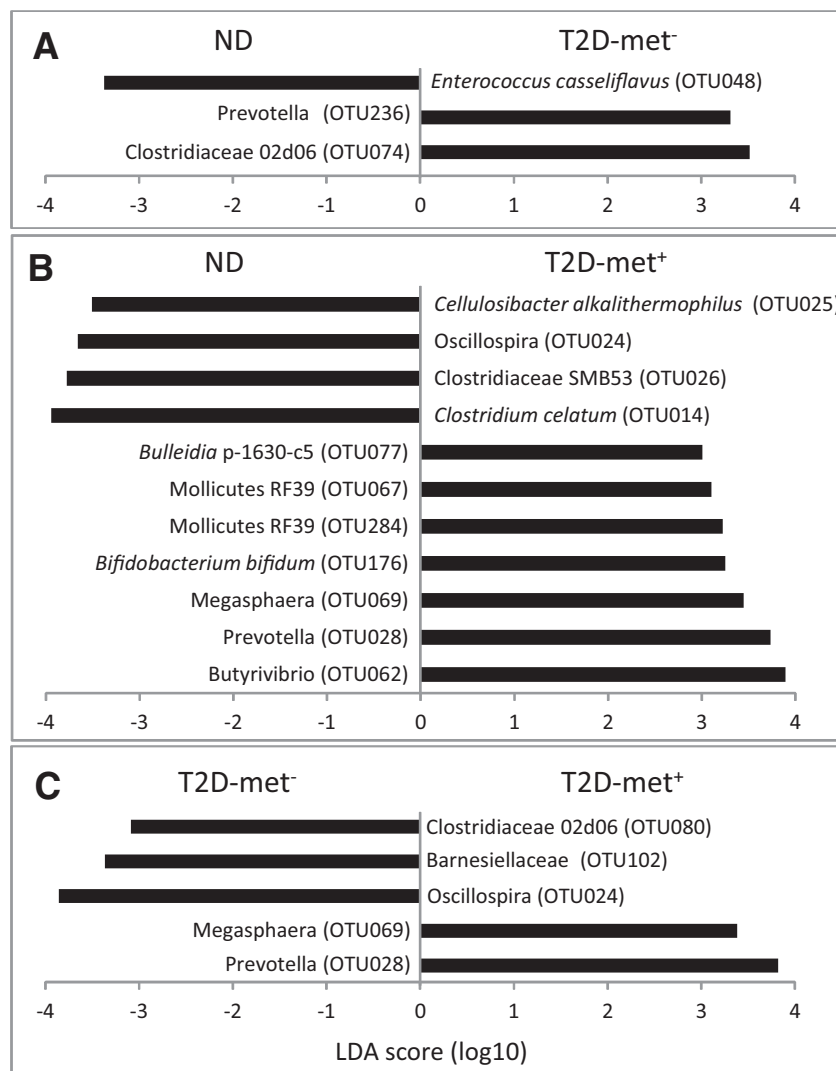 A
ND T2D-met⁻
Enterococcus casseliflavus (OTU048)
Prevotella (OTU236)
Clostridiaceae 02d06 (OTU074)
-4 -3 -2 -1 0 1 2 3 4
B
ND T2D-met⁺
Cellulosibacter alkalithermophilus (OTU025)
Oscillospira (OTU024)
Clostridiaceae SMB53 (OTU026)
Clostridium celatum (OTU014)
Bulleidia p-1630-c5 (OTU077)
Mollicutes RF39 (OTU067)
Mollicutes RF39 (OTU284)
Bifidobacterium bifidum (OTU176)
Megasphaera (OTU069)
Prevotella (OTU028)
Butyrivibrio (OTU062)
-4 -3 -2 -1 0 1 2 3 4
C
T2D-met⁻ T2D-met⁺
Clostridiaceae 02d06 (OTU080)
Barnesiellaceae (OTU102)
Oscillospira (OTU024)
Megasphaera (OTU069)
Prevotella (OTU028)
-4 -3 -2 -1 0 1 2 3 4
LDA score (log10)